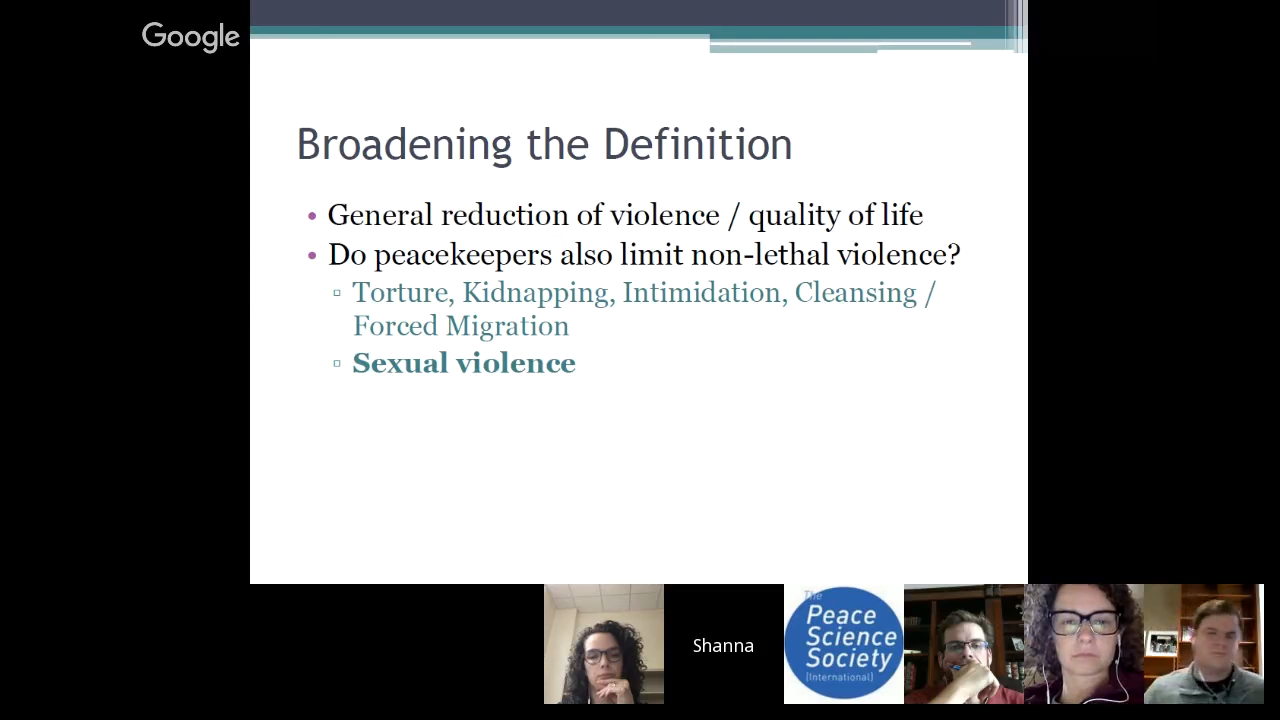 Google
Broadening the Definition
• General reduction of violence / quality of life
• Do peacekeepers also limit non-lethal violence?
▫ Torture, Kidnapping, Intimidation, Cleansing /
Forced Migration
▫ Sexual violence
Shanna
The
Peace
Science
Society
[International]